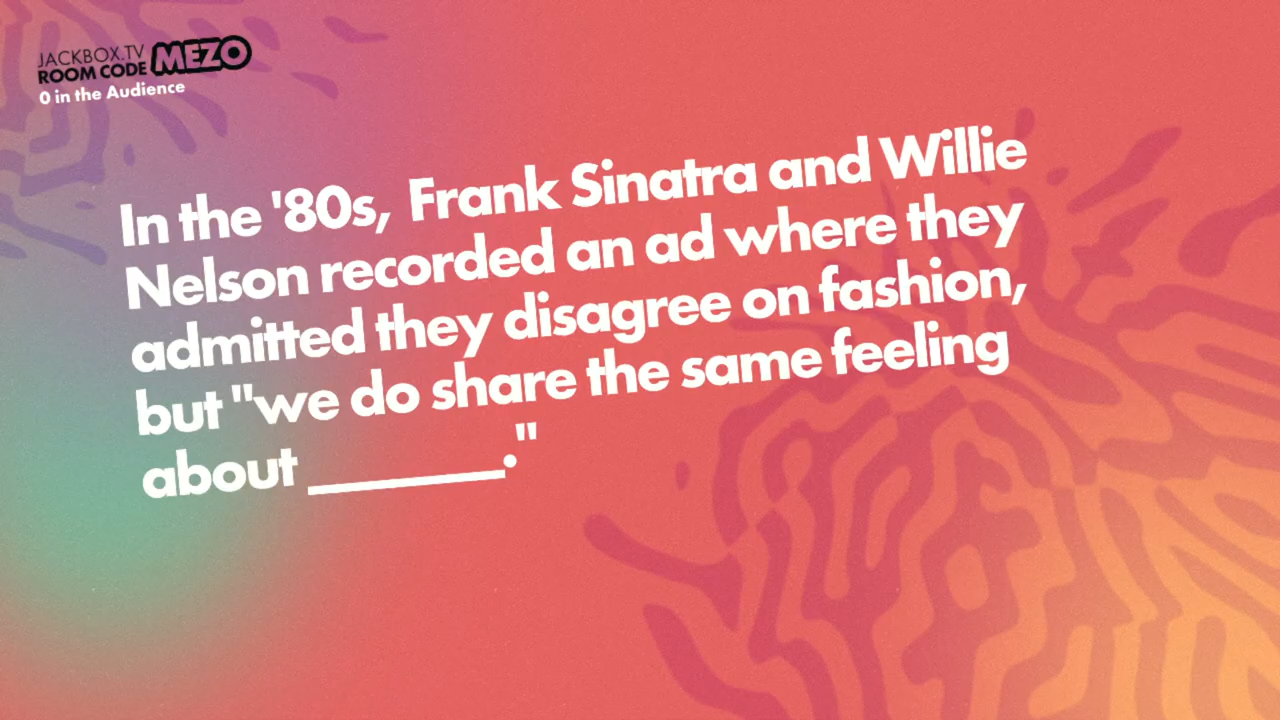 JACKBOX.TV
ROOM CODE MEZO
0 in the Audience
In the '80s, Frank Sinatra and Willie
Nelson recorded an ad where they
admitted they disagree on fashion,
but "we do share the same feeling
about ________."